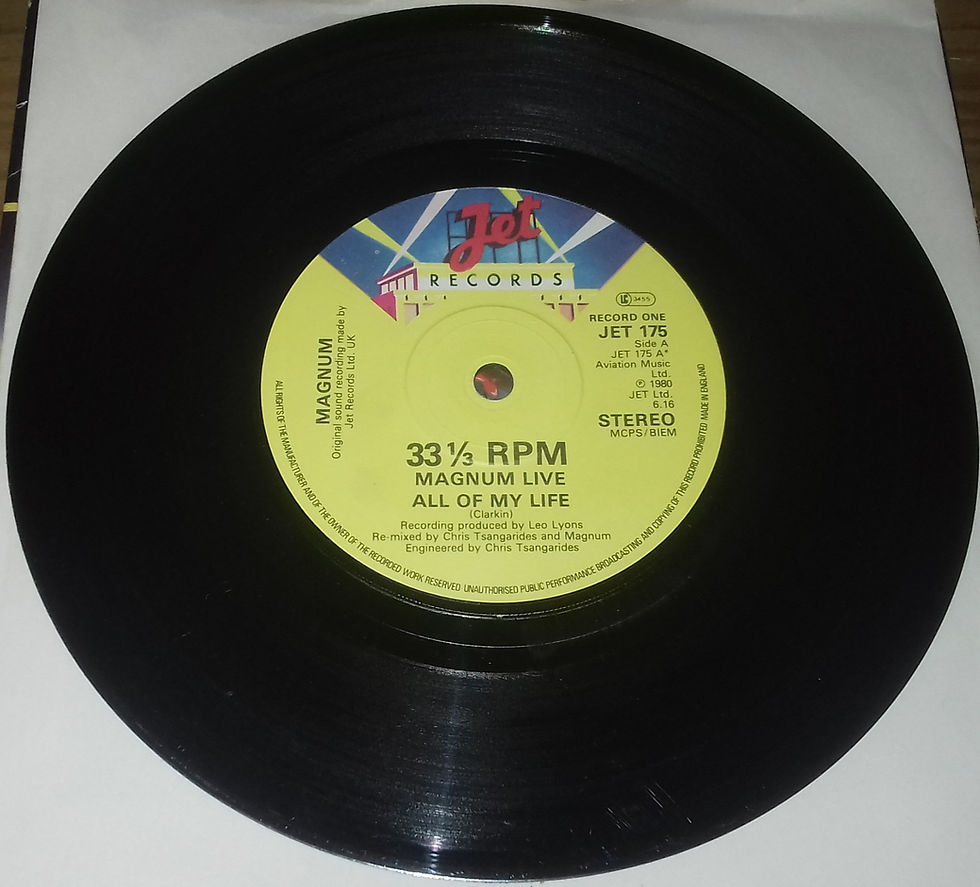 Jet
RECORDS
LC 3455
RECORD ONE
JET 175
Side A
JET 175 A*
Aviation Music
Ltd.
℗ 1980
JET Ltd.
6.16
STEREO
MCPS/BIEM
MAGNUM
Original sound recording made by
Jet Records Ltd. UK
33⅓ RPM
MAGNUM LIVE
ALL OF MY LIFE
(Clarkin)
Recording produced by Leo Lyons
Re-mixed by Chris Tsangarides and Magnum
Engineered by Chris Tsangarides
ALL RIGHTS OF THE MANUFACTURER AND OF THE OWNER OF THE RECORDED WORK RESERVED. UNAUTHORISED PUBLIC PERFORMANCE BROADCASTING AND COPYING OF THIS RECORD PROHIBITED MADE IN ENGLAND